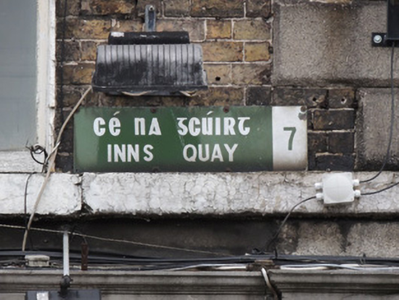 Cé na gCúirt
INNS QUAY
7